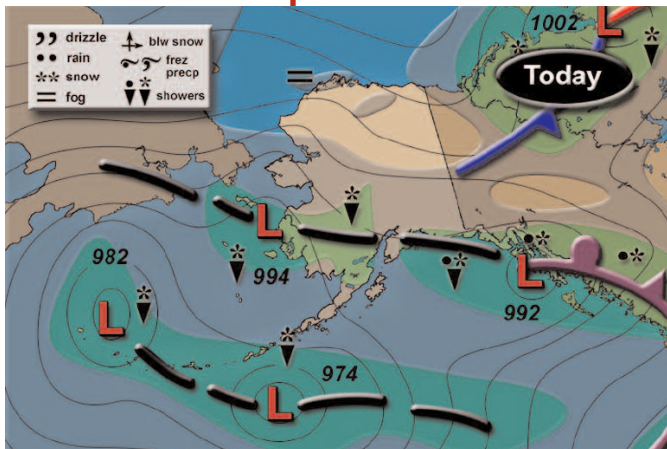 drizzle
blw snow
rain
frez
precp
snow
fog
showers
1002
L
Today
L
982
994
L
992
L
974
L